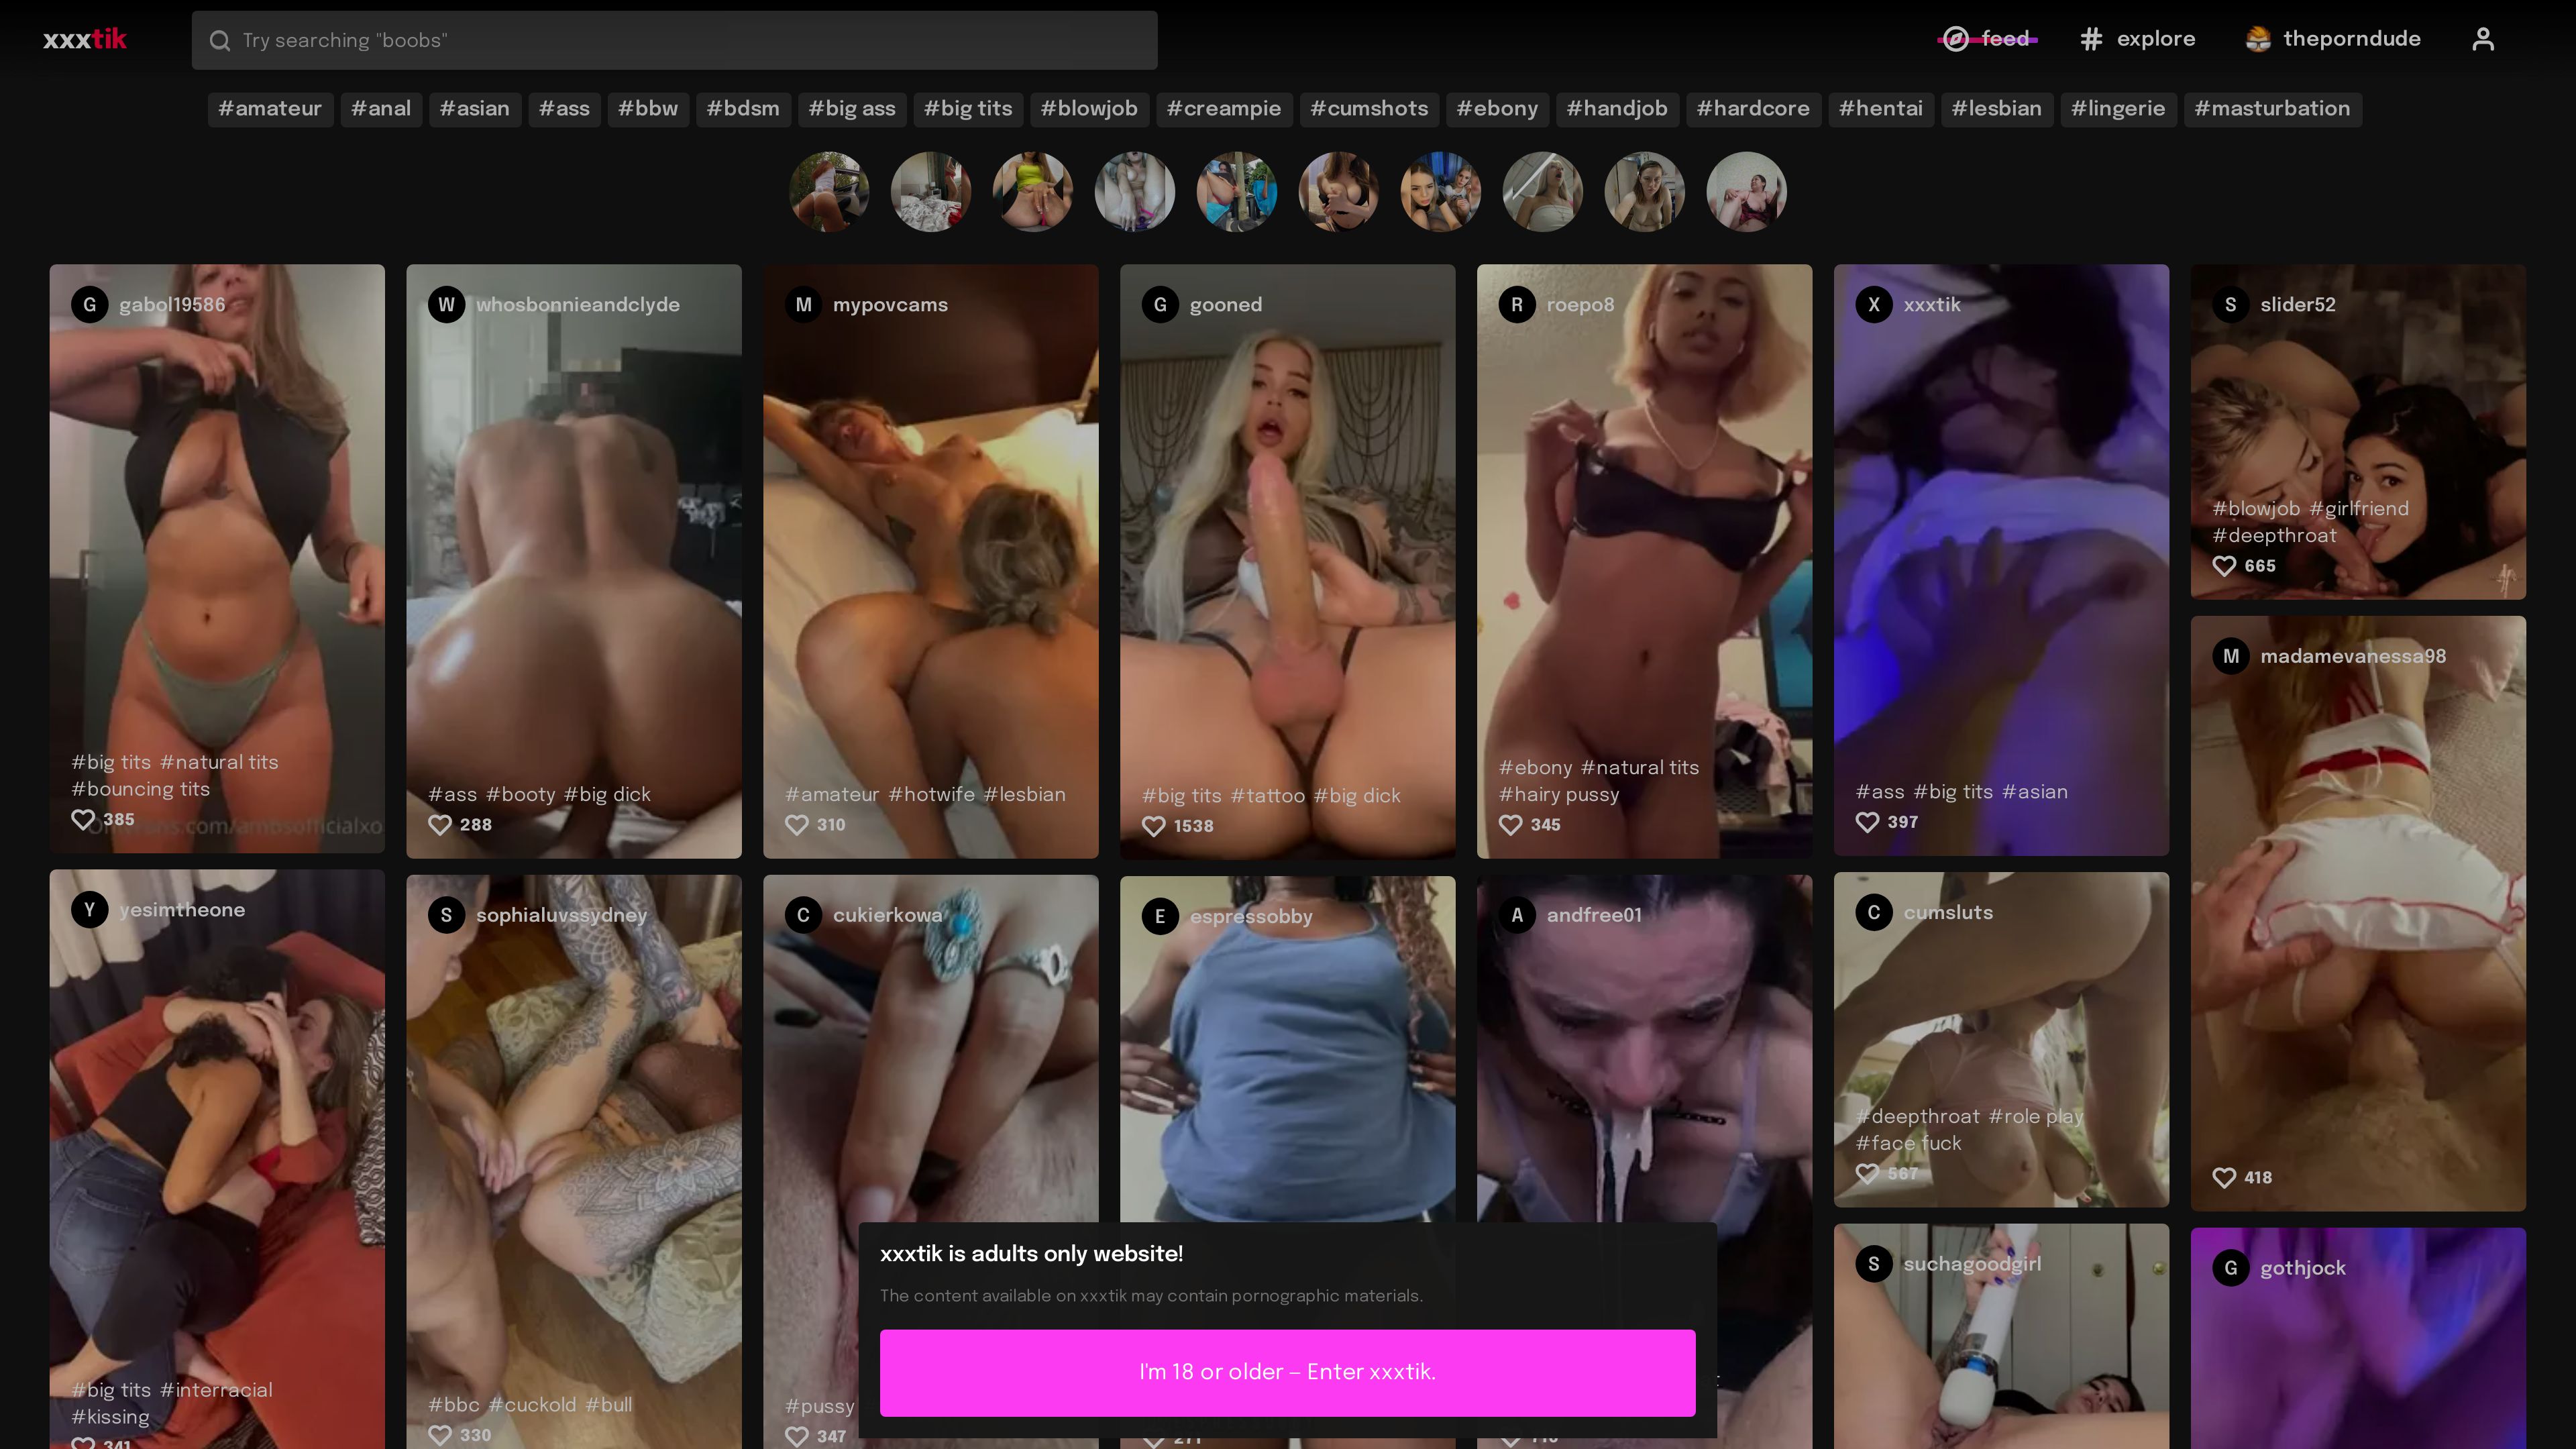 xxxtik
Try searching "boobs"
feed
explore
theporndude
#amateur #anal #asian #ass #bbw #bdsm #big ass #big tits #blowjob #creampie #cumshots #ebony #handjob #hardcore #hentai #lesbian #lingerie #masturbation
G gabol19586
#big tits #natural tits
#bouncing tits
385
W whosbonnieandclyde
#ass #booty #big dick
288
M mypovcams
#amateur #hotwife #lesbian
310
G gooned
#big tits #tattoo #big dick
1538
R roepo8
#ebony #natural tits
#hairy pussy
345
X xxxtik
#ass #big tits #asian
397
S slider52
#blowjob #girlfriend
#deepthroat
665
M madamevanessa98
418
Y yesimtheone
#big tits #interracial
#kissing
341
S sophialuvssydney
#bbc #cuckold #bull
330
C cukierkowa
#pussy
347
E espressobby
A andfree01
C cumsluts
#deepthroat #role play
#face fuck
567
S suchagoodgirl
G gothjock
xxxtik is adults only website!
The content available on xxxtik may contain pornographic materials.
I'm 18 or older – Enter xxxtik.